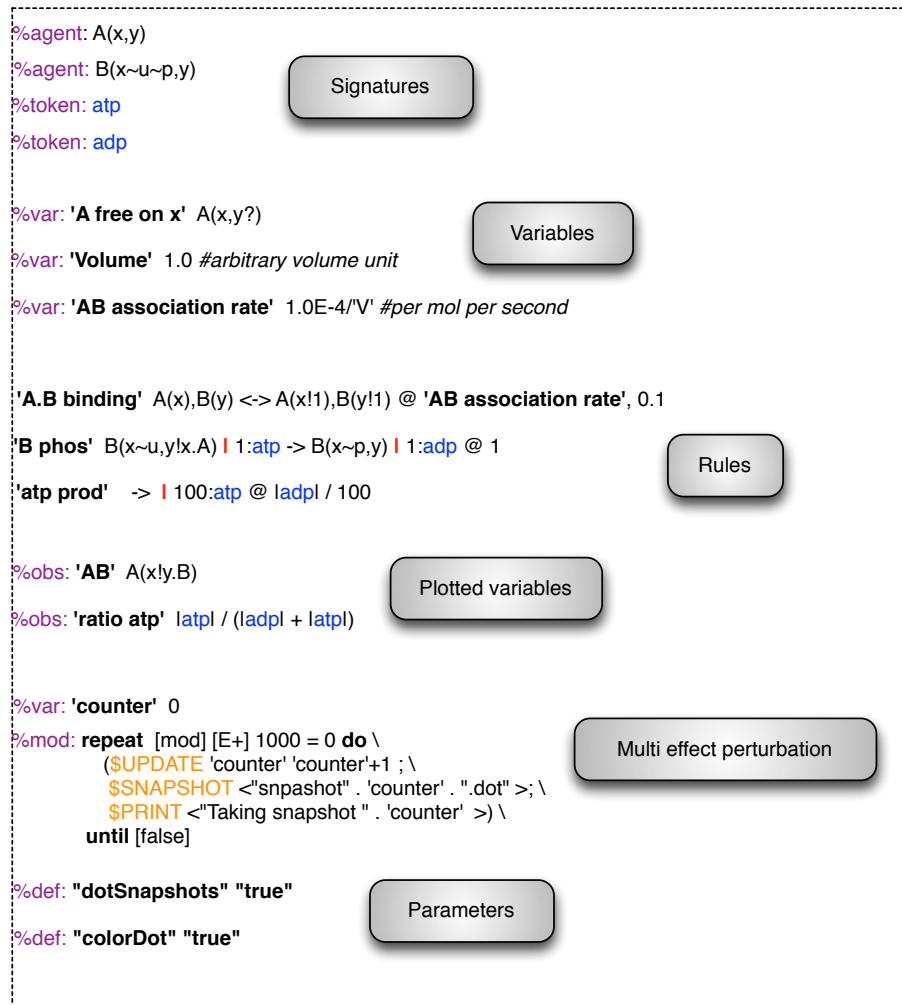 %agent: A(x,y)
%agent: B(x~u~p,y)
%token: atp
%token: adp
Signatures
%var: 'A free on x' A(x,y?)
%var: 'Volume' 1.0 #arbitrary volume unit
%var: 'AB association rate' 1.0E-4/'V' #per mol per second
Variables
'A.B binding' A(x),B(y) <-> A(x!1),B(y!1) @ 'AB association rate', 0.1
'B phos' B(x~u,y!x.A) | 1:atp -> B(x~p,y) | 1:adp @ 1
'atp prod' -> | 100:atp @ |adp| / 100
Rules
%obs: 'AB' A(x!y.B)
%obs: 'ratio atp' |atp| / (|adp| + |atp|)
Plotted variables
%var: 'counter' 0
%mod: repeat [mod] [E+] 1000 = 0 do \
($UPDATE 'counter' 'counter'+1 ; \
$SNAPSHOT <"snpashot" . 'counter' . ".dot" >; \
$PRINT <"Taking snapshot " . 'counter' >) \
until [false]
Multi effect perturbation
%def: "dotSnapshots" "true"
%def: "colorDot" "true"
Parameters